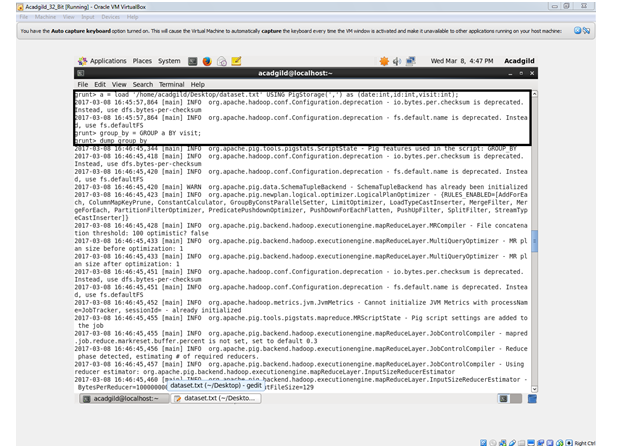 Acadgild_32_Bit [Running] - Oracle VM VirtualBox
File Machine View Input Devices Help
You have the Auto capture keyboard option turned on. This will cause the Virtual Machine to automatically capture the keyboard every time the VM window is activated and make it unavailable to other applications running on your host machine:
Applications Places System Wed Mar 8, 4:47 PM Acadgild
acadgild@localhost:~
File Edit View Search Terminal Help
grunt> a = load '/home/acadgild/Desktop/dataset.txt' USING PigStorage(',') as (date:int,id:int,visit:int);
2017-03-08 16:45:57,864 [main] INFO org.apache.hadoop.conf.Configuration.deprecation - io.bytes.per.checksum is deprecated.
Instead, use dfs.bytes-per-checksum
2017-03-08 16:45:57,864 [main] INFO org.apache.hadoop.conf.Configuration.deprecation - fs.default.name is deprecated. Instea
d, use fs.defaultFS
grunt> group_by = GROUP a BY visit;
grunt> dump group_by
2017-03-08 16:46:45,344 [main] INFO org.apache.pig.tools.pigstats.ScriptState - Pig features used in the script: GROUP_BY
2017-03-08 16:46:45,418 [main] INFO org.apache.hadoop.conf.Configuration.deprecation - io.bytes.per.checksum is deprecated.
Instead, use dfs.bytes-per-checksum
2017-03-08 16:46:45,420 [main] INFO org.apache.hadoop.conf.Configuration.deprecation - fs.default.name is deprecated. Instea
d, use fs.defaultFS
2017-03-08 16:46:45,420 [main] WARN org.apache.pig.data.SchemaTupleBackend - SchemaTupleBackend has already been initialized
2017-03-08 16:46:45,423 [main] INFO org.apache.pig.newplan.logical.optimizer.LogicalPlanOptimizer - {RULES_ENABLED=[AddForEa
ch, ColumnMapKeyPrune, ConstantCalculator, GroupByConstParallelSetter, LimitOptimizer, LoadTypeCastInserter, MergeFilter, Mer
geForEach, PartitionFilterOptimizer, PredicatePushdownOptimizer, PushDownForEachFlatten, PushUpFilter, SplitFilter, StreamTyp
eCastInserter]}
2017-03-08 16:46:45,428 [main] INFO org.apache.pig.backend.hadoop.executionengine.mapReduceLayer.MRCompiler - File concatena
tion threshold: 100 optimistic? false
2017-03-08 16:46:45,433 [main] INFO org.apache.pig.backend.hadoop.executionengine.mapReduceLayer.MultiQueryOptimizer - MR pl
an size before optimization: 1
2017-03-08 16:46:45,433 [main] INFO org.apache.pig.backend.hadoop.executionengine.mapReduceLayer.MultiQueryOptimizer - MR pl
an size after optimization: 1
2017-03-08 16:46:45,451 [main] INFO org.apache.hadoop.conf.Configuration.deprecation - io.bytes.per.checksum is deprecated.
Instead, use dfs.bytes-per-checksum
2017-03-08 16:46:45,451 [main] INFO org.apache.hadoop.conf.Configuration.deprecation - fs.default.name is deprecated. Instea
d, use fs.defaultFS
2017-03-08 16:46:45,452 [main] INFO org.apache.hadoop.metrics.jvm.JvmMetrics - Cannot initialize JVM Metrics with processNam
e=JobTracker, sessionId= - already initialized
2017-03-08 16:46:45,455 [main] INFO org.apache.pig.tools.pigstats.mapreduce.MRScriptState - Pig script settings are added to
the job
2017-03-08 16:46:45,455 [main] INFO org.apache.pig.backend.hadoop.executionengine.mapReduceLayer.JobControlCompiler - mapred
.job.reduce.markreset.buffer.percent is not set, set to default 0.3
2017-03-08 16:46:45,456 [main] INFO org.apache.pig.backend.hadoop.executionengine.mapReduceLayer.JobControlCompiler - Reduce
phase detected, estimating # of required reducers.
2017-03-08 16:46:45,457 [main] INFO org.apache.pig.backend.hadoop.executionengine.mapReduceLayer.JobControlCompiler - Using
reducer estimator: org.apache.pig.backend.hadoop.executionengine.mapReduceLayer.InputSizeReducerEstimator
2017-03-08 16:46:45,460 [main] INFO org.apache.pig.backend.hadoop.executionengine.mapReduceLayer.InputSizeReducerEstimator -
BytesPerReducer=100000000 dataset.txt (~/Desktop) - gedit tFileSize=129
acadgild@localhost:~ dataset.txt (~/Deskto...
Right Ctrl